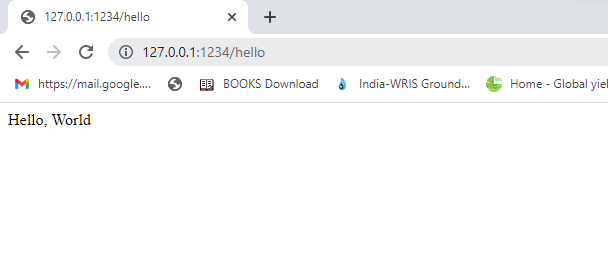 127.0.0.1:1234/hello
127.0.0.1:1234/hello
https://mail.google.... BOOKS Download India-WRIS Ground... Home - Global yiel
Hello, World